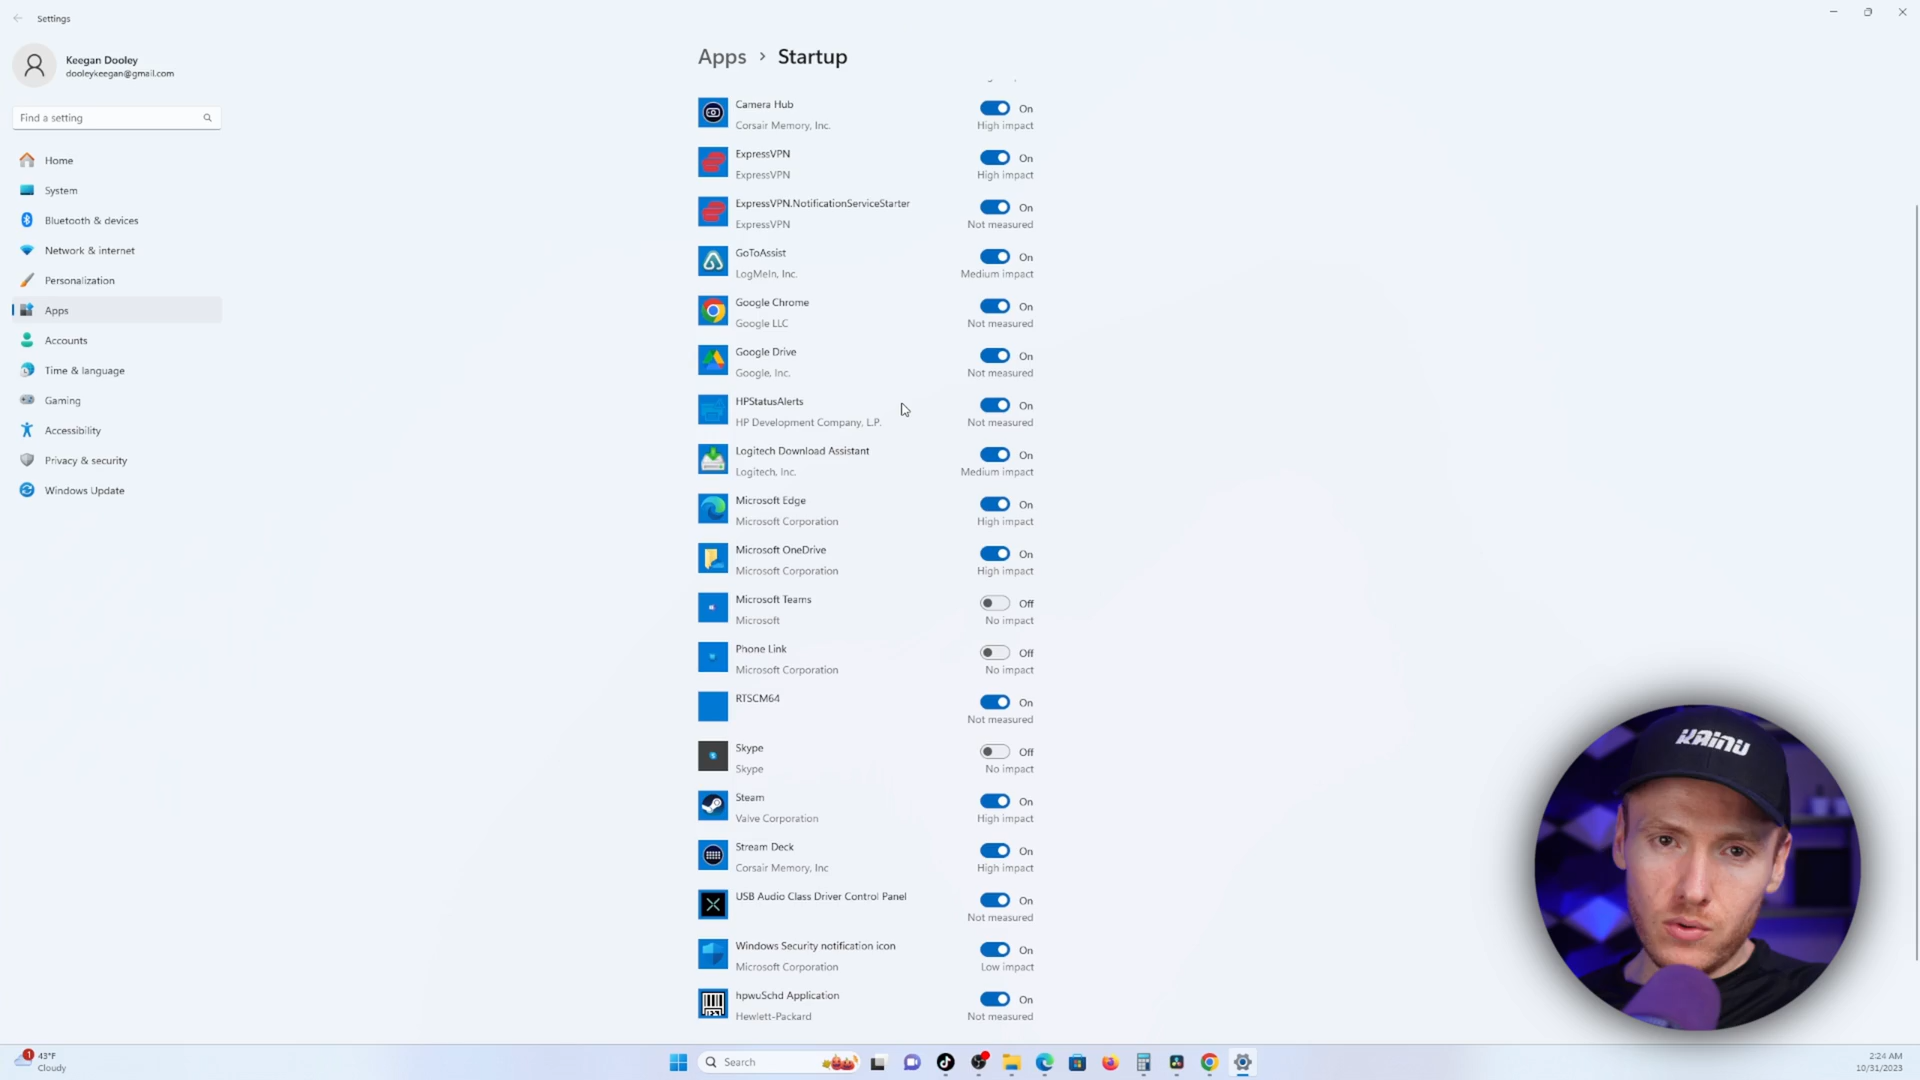 Settings
Keegan Dooley
dooleykeegan@gmail.com
Find a setting
Home
System
Bluetooth & devices
Network & internet
Personalization
Apps
Accounts
Time & language
Gaming
Accessibility
Privacy & security
Windows Update
Apps > Startup
Camera Hub
On
Corsair Memory, Inc.
High impact
ExpressVPN
On
ExpressVPN
High impact
ExpressVPN.NotificationServiceStarter
On
ExpressVPN
Not measured
GoToAssist
On
LogMeIn, Inc.
Medium impact
Google Chrome
On
Google LLC
Not measured
Google Drive
On
Google, Inc.
Not measured
HPStatusAlerts
On
HP Development Company, L.P.
Not measured
Logitech Download Assistant
On
Logitech, Inc.
Medium impact
Microsoft Edge
On
Microsoft Corporation
High impact
Microsoft OneDrive
On
Microsoft Corporation
High impact
Microsoft Teams
Off
Microsoft
No impact
Phone Link
Off
Microsoft Corporation
No impact
RTSCM64
On
Not measured
Skype
Off
Skype
No impact
Steam
On
Valve Corporation
High impact
Stream Deck
On
Corsair Memory, Inc
High impact
USB Audio Class Driver Control Panel
On
Not measured
Windows Security notification icon
On
Microsoft Corporation
Low impact
hpwuSchd Application
On
Hewlett-Packard
Not measured
KAINU
1
43°F
Cloudy
Search
2:24 AM
10/31/2023